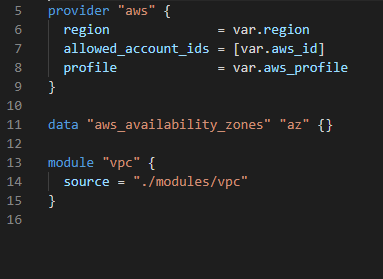 5 provider "aws" {
6   region              = var.region
7   allowed_account_ids = [var.aws_id]
8   profile             = var.aws_profile
9 }
10
11 data "aws_availability_zones" "az" {}
12
13 module "vpc" {
14   source = "./modules/vpc"
15 }
16